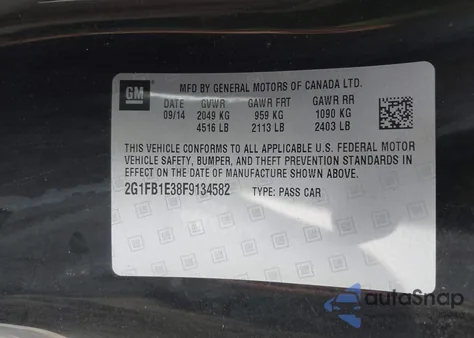 GM
MFD BY GENERAL MOTORS OF CANADA LTD.
DATE GVWR GAWR FRT GAWR RR
09/14 2049 KG 959 KG 1090 KG
4516 LB 2113 LB 2403 LB
THIS VEHICLE CONFORMS TO ALL APPLICABLE U.S. FEDERAL MOTOR
VEHICLE SAFETY, BUMPER, AND THEFT PREVENTION STANDARDS IN
EFFECT ON THE DATE OF MANUFACTURE SHOWN ABOVE.
2G1FB1E38F9134582 TYPE: PASS CAR
autoSnap